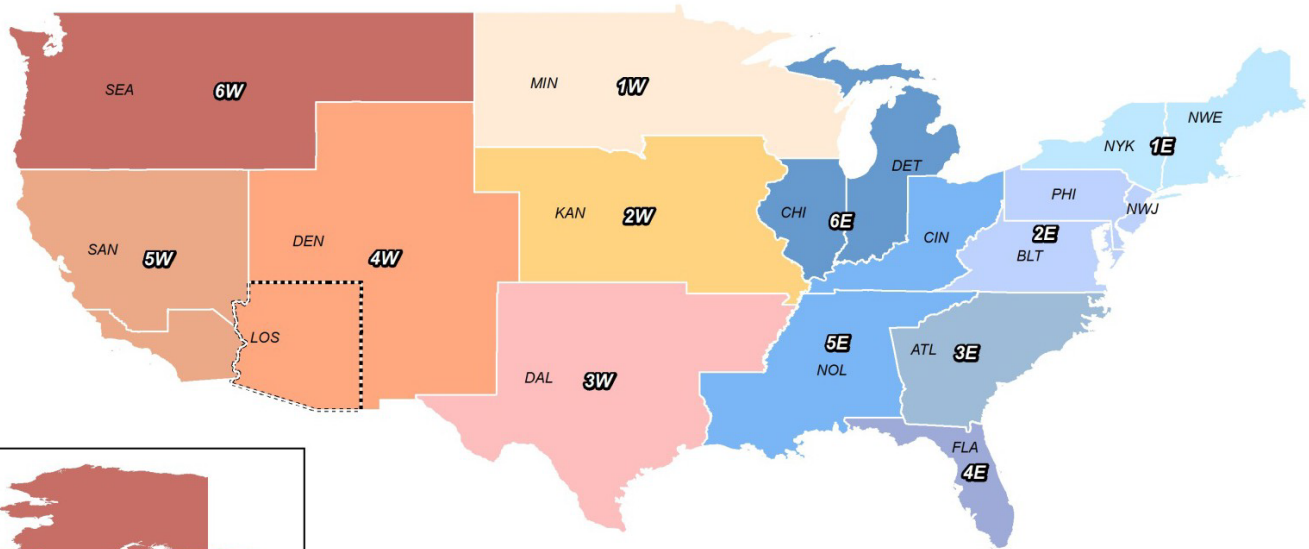 SEA 6W
MIN 1W
NWE
NYK 1E
DET
PHI
NWJ
KAN 2W
CHI 6E
CIN
2E
BLT
DEN 4W
SAN 5W
LOS
5E
NOL
ATL 3E
DAL 3W
FLA
4E